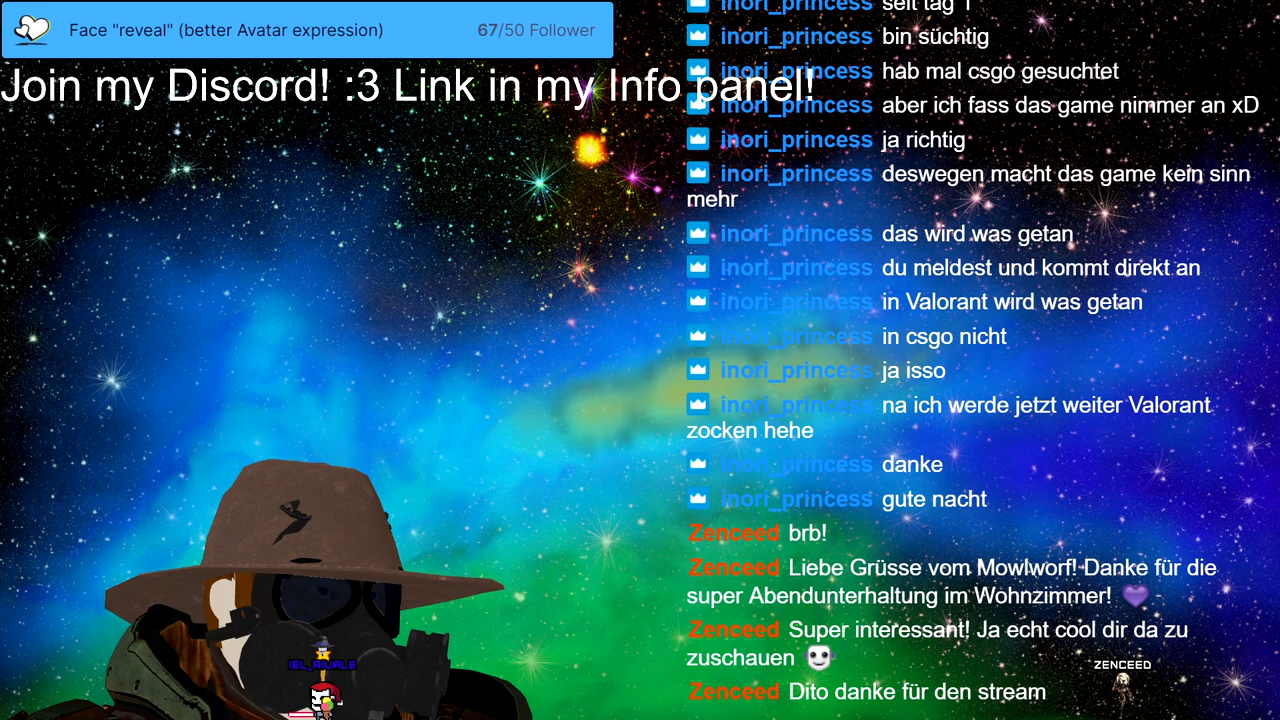 Face "reveal" (better Avatar expression) 67/50 Follower
Join my Discord! :3 Link in my Info panel!
inori_princess seit tag 1
inori_princess bin süchtig
inori_princess hab mal csgo gesuchtet
inori_princess aber ich fass das game nimmer an xD
inori_princess ja richtig
inori_princess deswegen macht das game kein sinn
mehr
inori_princess das wird was getan
inori_princess du meldest und kommt direkt an
inori_princess in Valorant wird was getan
inori_princess in csgo nicht
inori_princess ja isso
inori_princess na ich werde jetzt weiter Valorant
zocken hehe
inori_princess danke
inori_princess gute nacht
Zenceed brb!
Zenceed Liebe Grüsse vom Mowlworf! Danke für die
super Abendunterhaltung im Wohnzimmer!
Zenceed Super interessant! Ja echt cool dir da zu
zuschauen
Zenceed Dito danke für den stream
ZENCEED